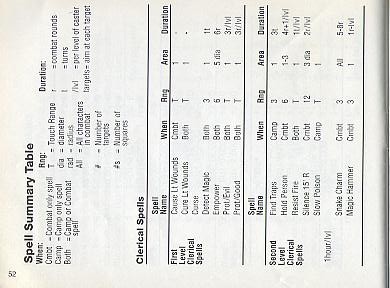 52
Spell Summary Table
When:
Cmbt = Combat only spell
Camp = Camp only spell
Both = Camp or Combat
spell
Rng:
T = Touch Range
dia = diameter
rad = radius
All = All characters
in combat
# = Number of
targets
#s = Number of
squares
Duration:
r = combat rounds
t = turns
/lvl = per level of caster
targets = aim at each target
Clerical Spells
Spell Name When Rng Area Duration
First Level Clerical Spells
Cause Lt Wounds Cmbt T 1 -
Cure Lt Wounds Both T 1 -
Curse
Detect Magic Both 3 1 1t
Empower Both 6 5 dia 6r
Prot/Evil Both T 1 3r/lvl
Prot/Good Both T 1 3r/lvl
Spell Name When Rng Area Duration
Second Level Clerical Spells
Find Traps Camp 3 1 3t
Hold Person Cmbt 6 1-3 4r+1/lvl
Resist Fire Both T 1 1t/lvl
Silence 15' R Cmbt 12 3 dia 2r/lvl
Slow Poison Camp T 1
1hour/lvl
Snake Charm Cmbt 3 All 5-8r
Magic Hammer Cmbt 3 1 1r-lvl